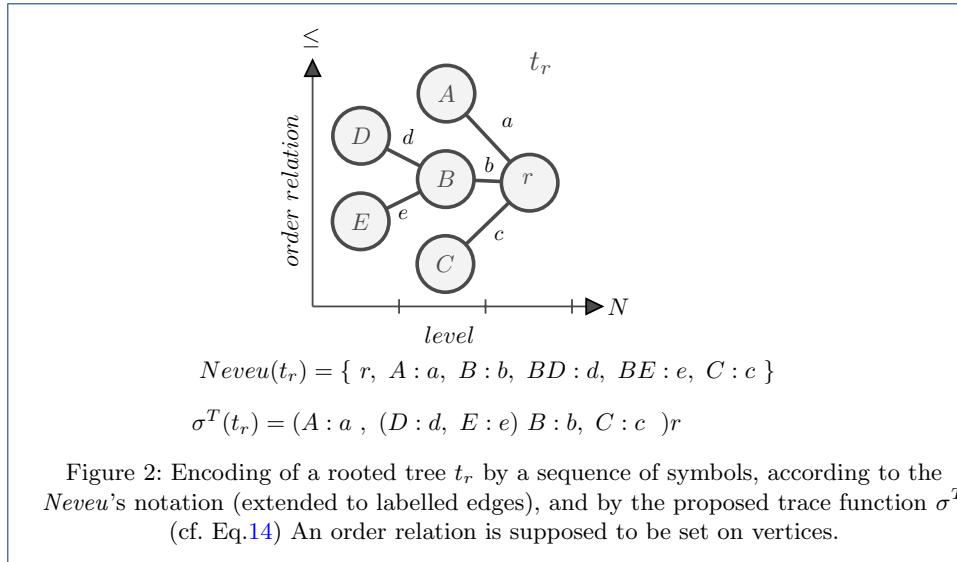 ≤
t_r
A
a
D
d
b
B
r
order relation
E
e
c
C
N
level
Neveu(t_r) = { r, A : a, B : b, BD : d, BE : e, C : c }
σ^T(t_r) = (A : a , (D : d, E : e) B : b, C : c )r
Figure 2: Encoding of a rooted tree t_r by a sequence of symbols, according to the
Neveu's notation (extended to labelled edges), and by the proposed trace function σ^T
(cf. Eq.14) An order relation is supposed to be set on vertices.